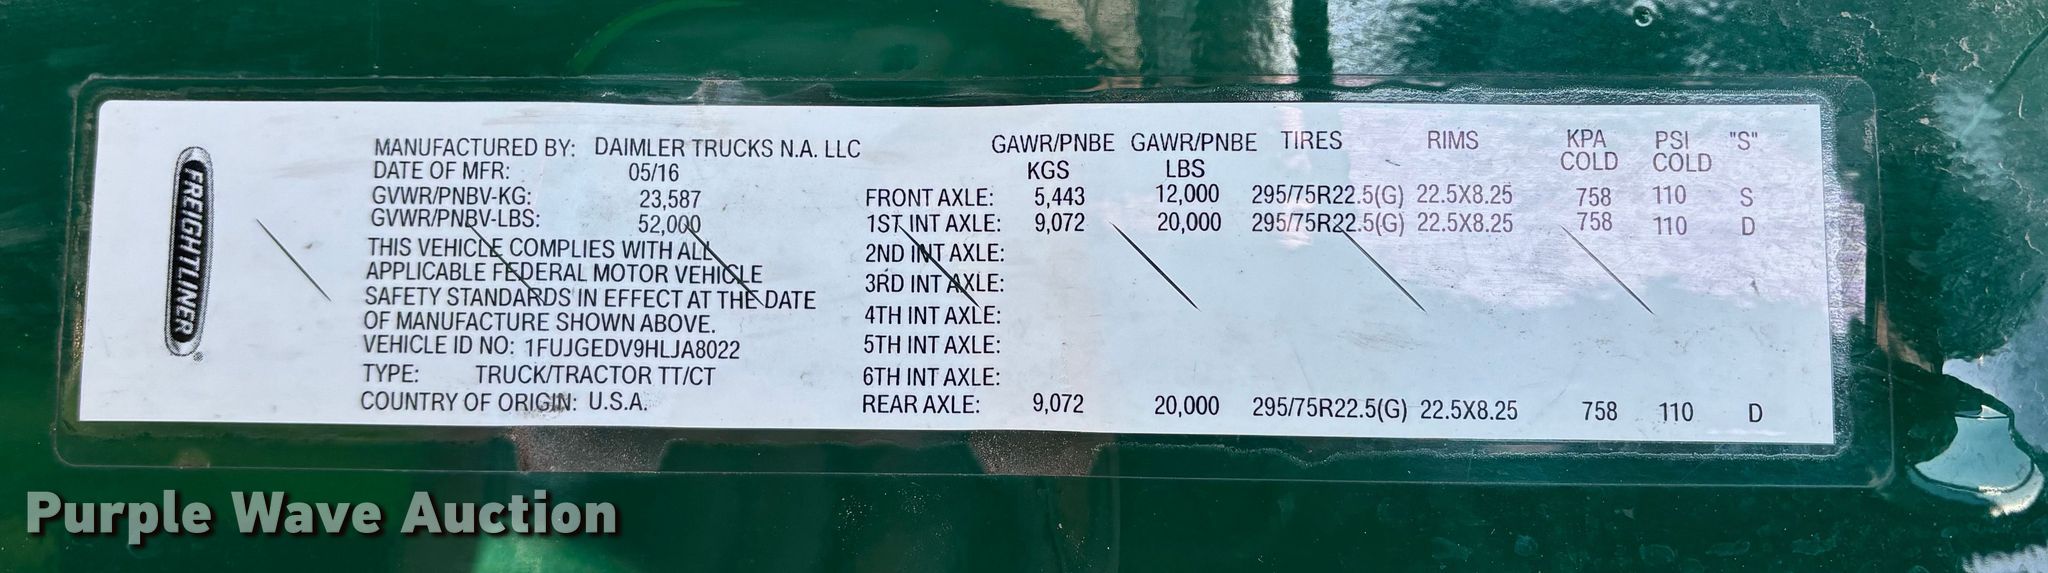 FREIGHTLINER®
MANUFACTURED BY: DAIMLER TRUCKS N.A. LLC
DATE OF MFR: 05/16
GVWR/PNBV-KG: 23,587
GVWR/PNBV-LBS: 52,000
THIS VEHICLE COMPLIES WITH ALL
APPLICABLE FEDERAL MOTOR VEHICLE
SAFETY STANDARDS IN EFFECT AT THE DATE
OF MANUFACTURE SHOWN ABOVE.
VEHICLE ID NO: 1FUJGEDV9HLJA8022
TYPE: TRUCK/TRACTOR TT/CT
COUNTRY OF ORIGIN: U.S.A.
GAWR/PNBE GAWR/PNBE TIRES RIMS KPA PSI "S"
KGS LBS COLD COLD
FRONT AXLE: 5,443 12,000 295/75R22.5(G) 22.5X8.25 758 110 S
1ST INT AXLE: 9,072 20,000 295/75R22.5(G) 22.5X8.25 758 110 D
2ND INT AXLE:
3RD INT AXLE:
4TH INT AXLE:
5TH INT AXLE:
6TH INT AXLE:
REAR AXLE: 9,072 20,000 295/75R22.5(G) 22.5X8.25 758 110 D
Purple Wave Auction